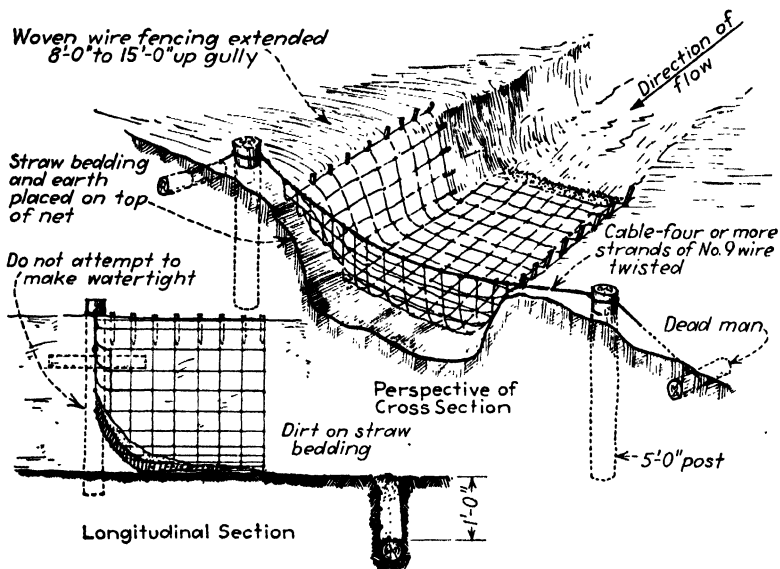 Woven wire fencing extended
8'-0" to 15'-0" up gully
Direction of
flow
Straw bedding
and earth
placed on top
of net
Cable-four or more
strands of No. 9 wire
twisted
Do not attempt to
make watertight
Dead man
Perspective of
Cross Section
Dirt on straw
bedding
5'-0" post
1'-0"
Longitudinal Section